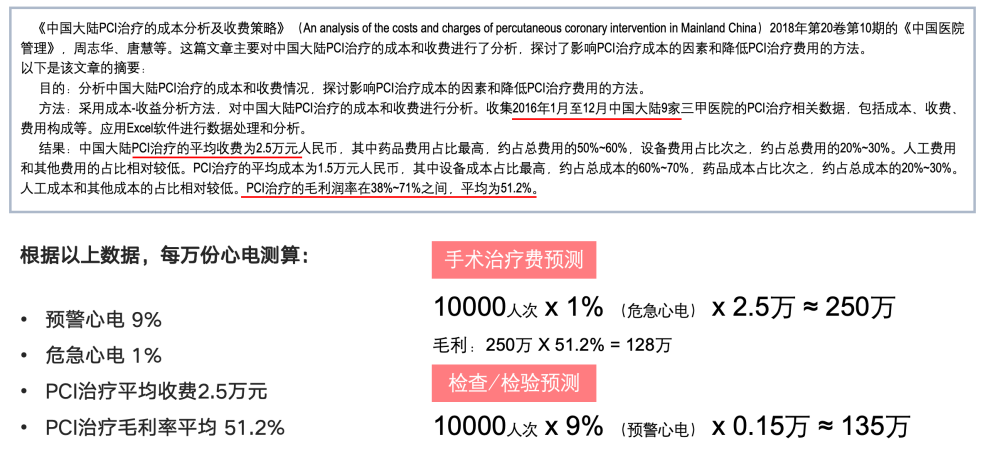 《中国大陆PCI治疗的成本分析及收费策略》（An analysis of the costs and charges of percutaneous coronary intervention in Mainland China）2018年第20卷第10期的《中国医院
管理》，周志华、唐慧等。这篇文章主要对中国大陆PCI治疗的成本和收费进行了分析，探讨了影响PCI治疗成本的因素和降低PCI治疗费用的方法。
以下是该文章的摘要：
目的：分析中国大陆PCI治疗的成本和收费情况，探讨影响PCI治疗成本的因素和降低PCI治疗费用的方法。
方法：采用成本-收益分析方法，对中国大陆PCI治疗的成本和收费进行分析。收集2016年1月至12月中国大陆9家三甲医院的PCI治疗相关数据，包括成本、收费、
费用构成等。应用Excel软件进行数据处理和分析。
结果：中国大陆PCI治疗的平均收费为2.5万元人民币，其中药品费用占比最高，约占总费用的50%~60%，设备费用占比次之，约占总费用的20%~30%。人工费用
和其他费用的占比相对较低。PCI治疗的平均成本为1.5万元人民币，其中设备成本占比最高，约占总成本的60%~70%，药品成本占比次之，约占总成本的20%~30%。
人工成本和其他成本的占比相对较低。PCI治疗的毛利润率在38%~71%之间，平均为51.2%。
根据以上数据，每万份心电测算：
• 预警心电 9%
• 危急心电 1%
• PCI治疗平均收费2.5万元
• PCI治疗毛利率平均 51.2%
手术治疗费预测
10000人次 x 1%（危急心电）x 2.5万 ≈ 250万
毛利：250万 X 51.2% = 128万
检查/检验预测
10000人次 x 9%（预警心电）x 0.15万 ≈ 135万